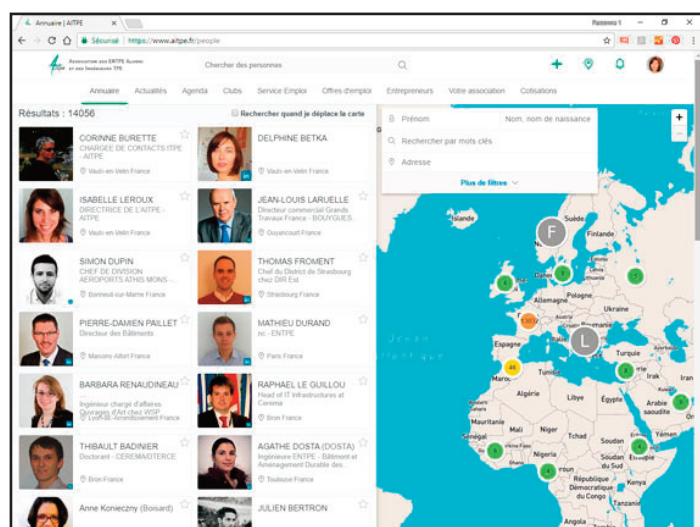 Annuaire | AITPE
Sécurisé
https://www.aitpe.fr/people
ASSOCIATION DES ENTPE ALUMNI
ET DES INGÉNIEURS TPE
Chercher des personnes
Annuaire Actualités Agenda Clubs Service Emploi Offres d'emploi Entrepreneurs Votre association Cotisations
Résultats : 14056
Rechercher quand je déplace la carte
CORINNE BURETTE
CHARGEE DE CONTACTS ITPE
- AITPE
Vaulx-en-Velin France
DELPHINE BETKA
Vaulx-en-Velin France
ISABELLE LEROUX
DIRECTRICE DE L'AITPE -
AITPE
Vaulx-en-Velin France
JEAN-LOUIS LARUELLE
Directeur commercial Grands
Travaux France - BOUYGUES
Guyancourt France
SIMON DUPIN
CHEF DE DIVISION
AEROPORTS ATHIS MONS -
Bonneuil-sur-Marne France
THOMAS FROMENT
Chef du District de Strasbourg
chez DIR Est
Strasbourg France
PIERRE-DAMIEN PAILLET
Directeur des Bâtiments
Maisons-Alfort France
MATHIEU DURAND
nc - ENTPE
Paris France
BARBARA RENAUDINEAU
...
Ingénieur chargé d'affaires
Ouvrages d'Art chez WSP
Lyon-8E-Arrondissement France
RAPHAEL LE GUILLOU
Head of IT Infrastructures at
Cerema
Bron France
THIBAULT BADINIER
Doctorant - CEREMA/DTERCE
Bron France
AGATHE DOSTA (DOSTA)
Ingénieure ENTPE - Bâtiment et
Aménagement Durable des...
Toulouse France
Anne Konieczny (Boisard)
JULIEN BERTRON
Prénom
Nom, nom de naissance
Rechercher par mots clés
Adresse
Plus de filtres
+
-
Islande
Suède
F
Finlande
Lituanie
Allemagne
Pologne
Ukraine
Autriche
Italie
L
Espagne
Turquie
46
Maroc
Tunisie
Irak
Iran
Algérie
Libye
Égypte
Arabie
saoudite
Mauritanie
Mali
Niger
Tchad
Soudan
Yémen
Sénégal
Nigeria
Soudan
du Sud
Éthiopie
République
Démocratique
du Congo
Kenya
Tanzanie
Angola